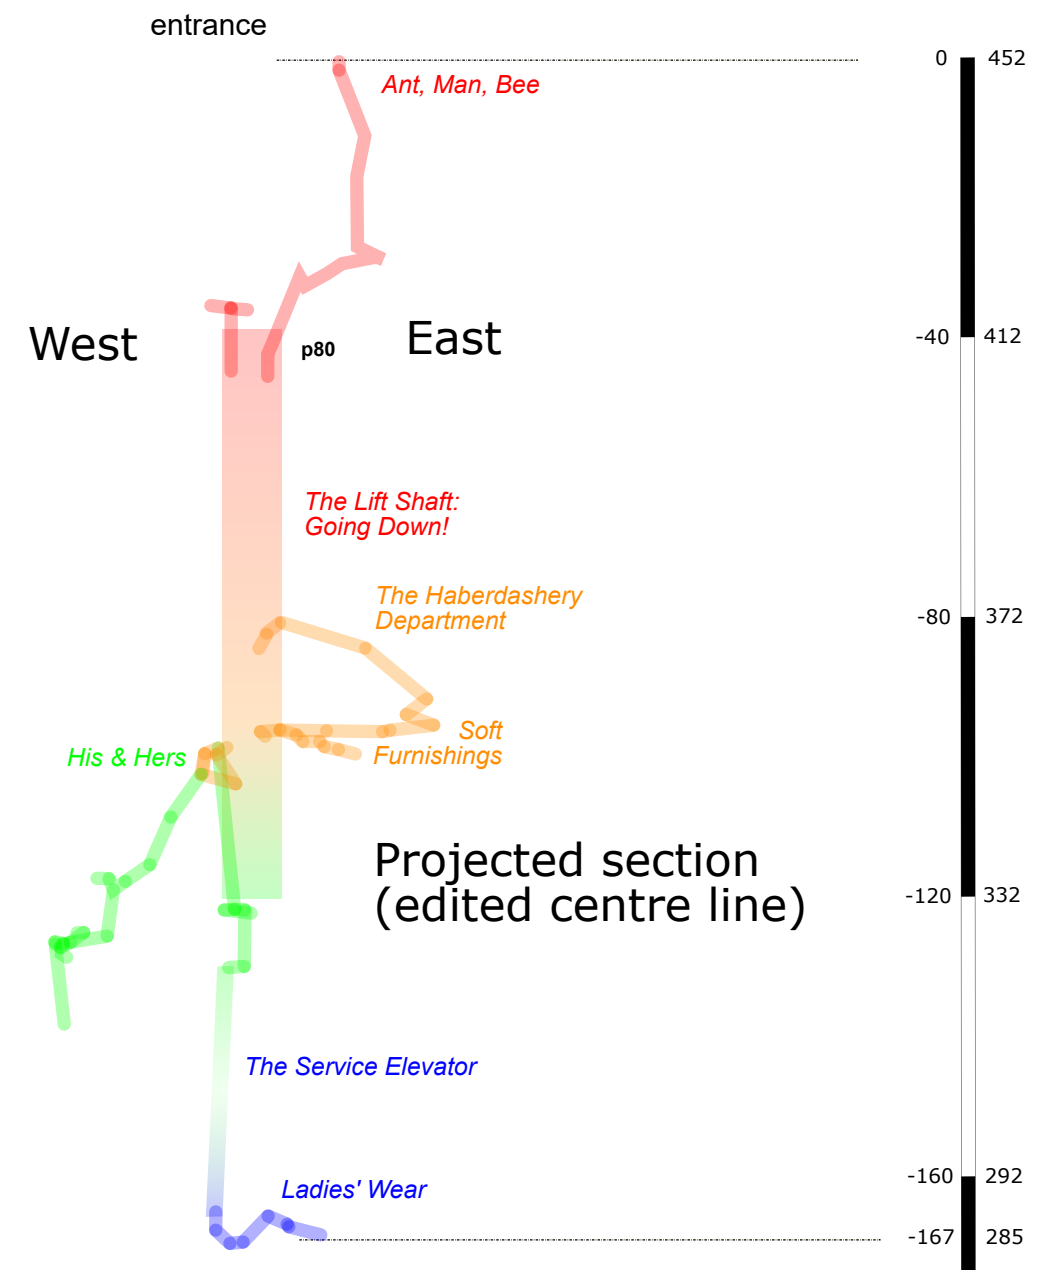 entrance
0 452
Ant, Man, Bee
West
p80
East
-40 412
The Lift Shaft:
Going Down!
The Haberdashery
Department
-80 372
Soft
Furnishings
His & Hers
Projected section
(edited centre line)
-120 332
The Service Elevator
-160 292
Ladies' Wear
-167 285